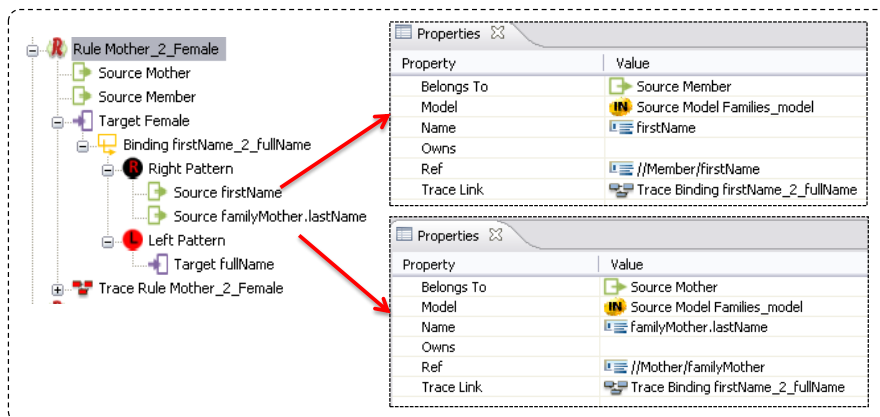 R Rule Mother_2_Female
Source Mother
Source Member
Target Female
Binding firstName_2_fullName
R Right Pattern
Source firstName
Source familyMother.lastName
L Left Pattern
Target fullName
Trace Rule Mother_2_Female
Properties
Property Value
Belongs To Source Member
Model IN Source Model Families_model
Name firstName
Owns
Ref //Member/firstName
Trace Link Trace Binding firstName_2_fullName
Properties
Property Value
Belongs To Source Mother
Model IN Source Model Families_model
Name familyMother.lastName
Owns
Ref //Mother/familyMother
Trace Link Trace Binding firstName_2_fullName